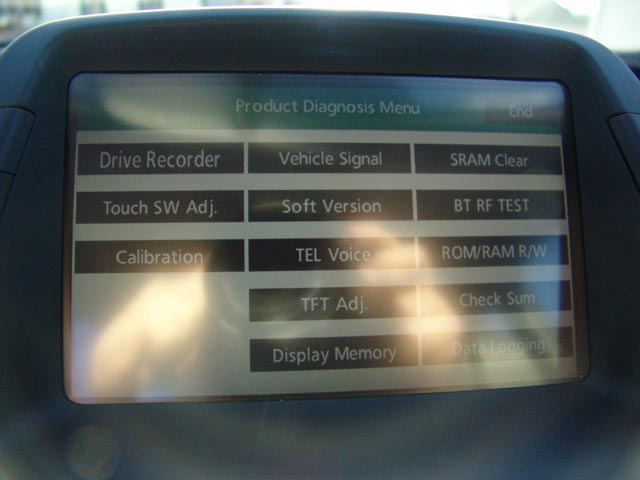 Product Diagnosis Menu
End
Drive Recorder Vehicle Signal SRAM Clear
Touch SW Adj. Soft Version BT RF TEST
Calibration TEL Voice ROM/RAM R/W
TFT Adj. Check Sum
Display Memory Data Logging